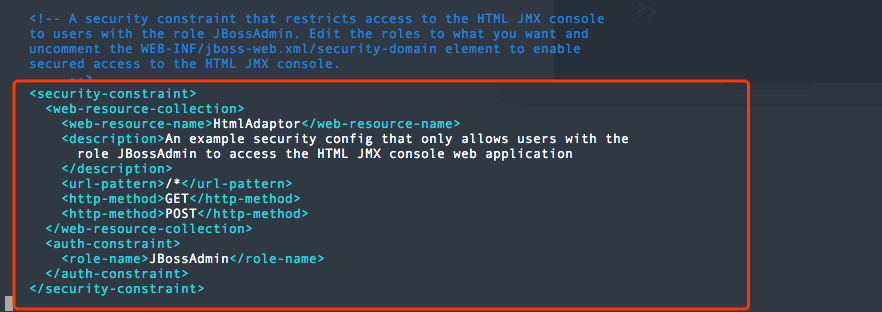 ?>
<!-- A security constraint that restricts access to the HTML JMX console
to users with the role JBossAdmin. Edit the roles to what you want and
uncomment the WEB-INF/jboss-web.xml/security-domain element to enable
secured access to the HTML JMX console.
-->
<security-constraint>
<web-resource-collection>
<web-resource-name>HtmlAdaptor</web-resource-name>
<description>An example security config that only allows users with the
role JBossAdmin to access the HTML JMX console web application
</description>
<url-pattern>/*</url-pattern>
<http-method>GET</http-method>
<http-method>POST</http-method>
</web-resource-collection>
<auth-constraint>
<role-name>JBossAdmin</role-name>
</auth-constraint>
</security-constraint>